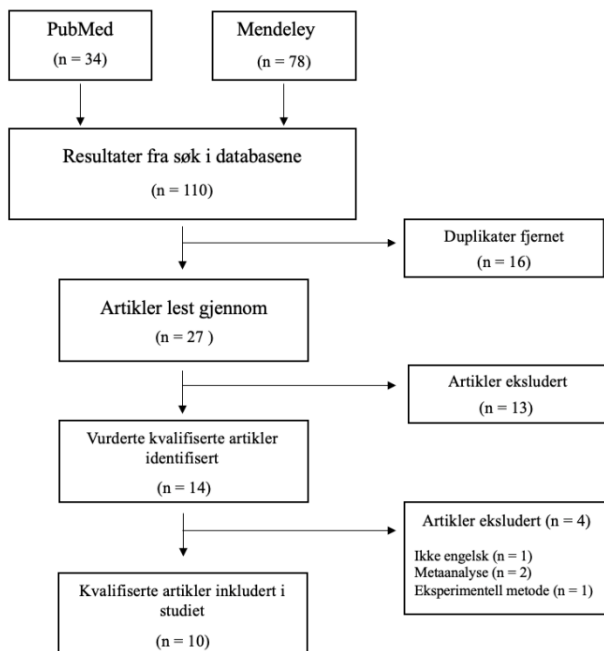 PubMed
(n = 34)
Mendeley
(n = 78)
Resultater fra søk i databasene
(n = 110)
Duplikater fjernet
(n = 16)
Artikler lest gjennom
(n = 27 )
Artikler eksludert
(n = 13)
Vurderte kvalifiserte artikler
identifisert
(n = 14)
Artikler eksludert (n = 4)
Ikke engelsk (n = 1)
Metaanalyse (n = 2)
Eksperimentell metode (n = 1)
Kvalifiserte artikler inkludert i
studiet
(n = 10)